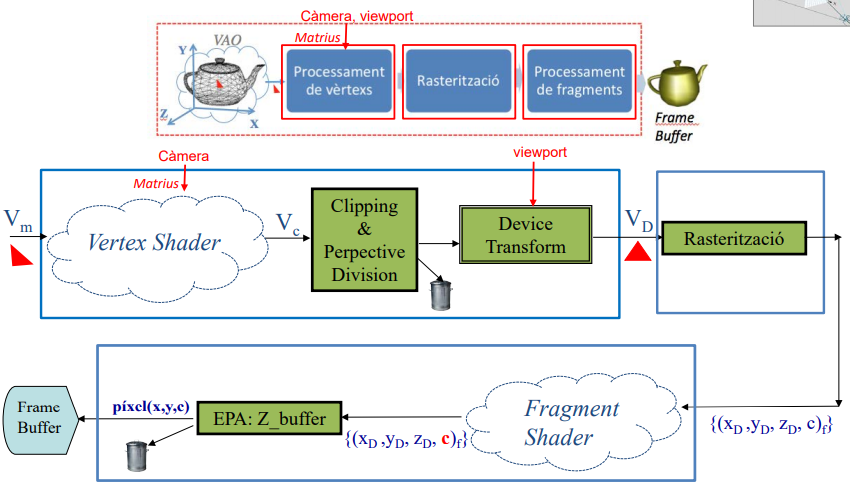 Càmera, viewport
Matrius
VAO
Y
Z
X
Processament
de vèrtexs
Rasterització
Processament
de fragments
Frame
Buffer
Càmera
Matrius
viewport
Vm
Vertex Shader
Vc
Clipping
&
Perpective
Division
Device
Transform
VD
Rasterització
Frame
Buffer
píxel(x,y,c)
EPA: Z_buffer
{(xD ,yD, zD, c)f}
Fragment
Shader
{(xD ,yD, zD, c)f}